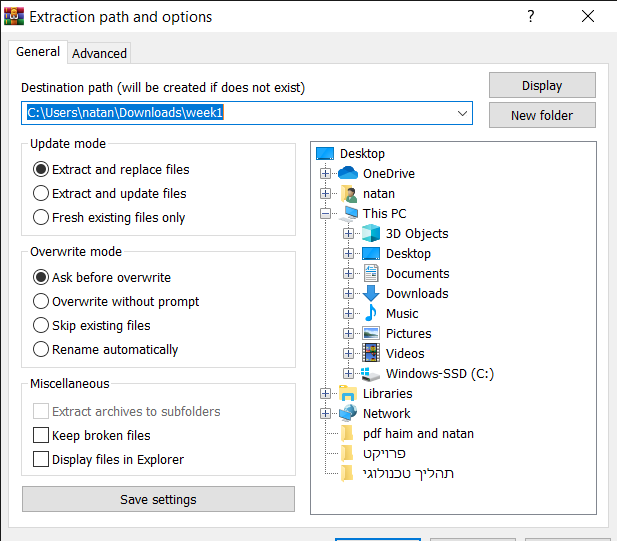 Extraction path and options
General
Advanced
Destination path (will be created if does not exist)
C:\Users\natan\Downloads\week1
Display
New folder
Update mode
Extract and replace files
Extract and update files
Fresh existing files only
Overwrite mode
Ask before overwrite
Overwrite without prompt
Skip existing files
Rename automatically
Miscellaneous
Extract archives to subfolders
Keep broken files
Display files in Explorer
Save settings
Desktop
OneDrive
natan
This PC
3D Objects
Desktop
Documents
Downloads
Music
Pictures
Videos
Windows-SSD (C:)
Libraries
Network
pdf haim and natan
פרויקט
תהליך טכנולוגי